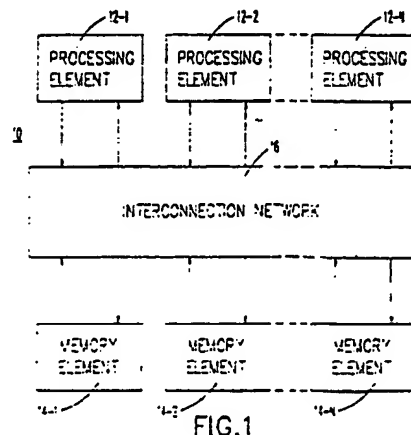 12-1 12-2 12-N
PROCESSING ELEMENT PROCESSING ELEMENT PROCESSING ELEMENT
10
16
INTERCONNECTION NETWORK
MEMORY ELEMENT MEMORY ELEMENT MEMORY ELEMENT
14-1 14-2 14-N
FIG.1